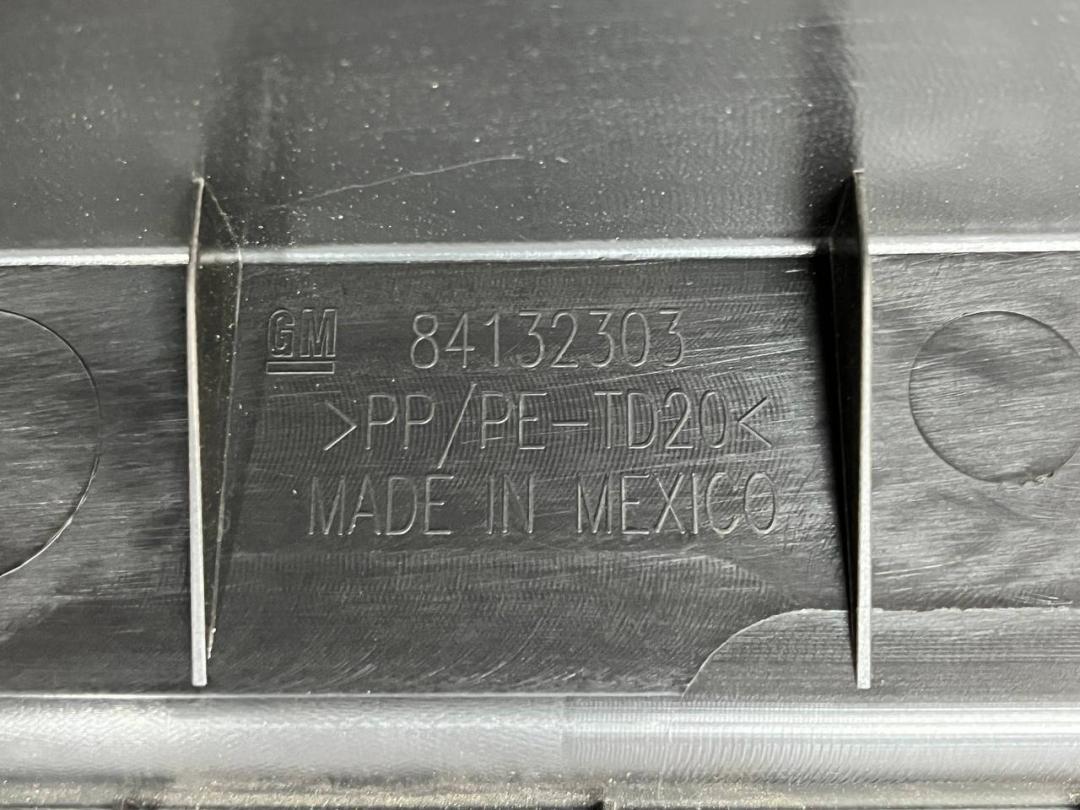 GM 84132303
>PP/PE-TD20<
MADE IN MEXICO